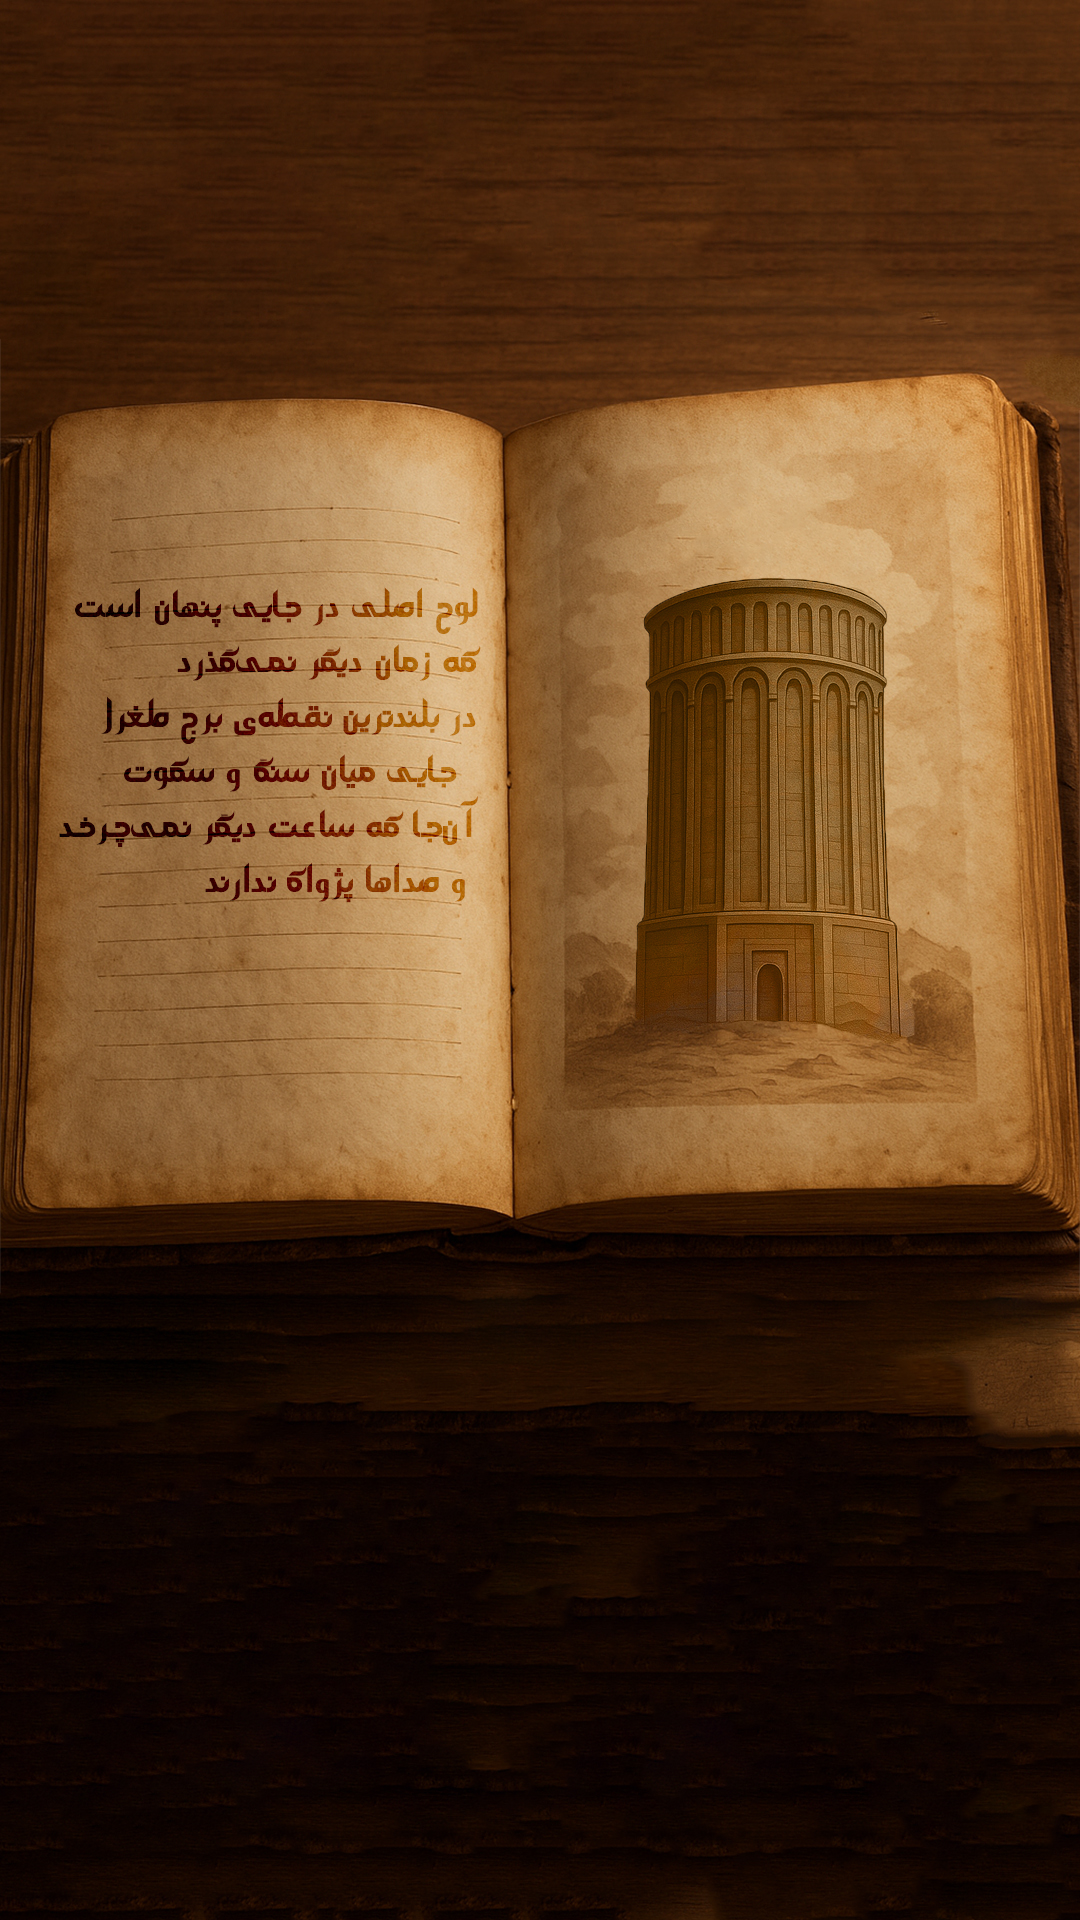 لوح اصلی در جایی پنهان است
که زمان دیگر نمی‌گذرد
در بلندترین نقطه‌ی برج طغرل
جایی میان سنگ و سکوت
آن‌جا که ساعت دیگر نمی‌چرخد
و صداها پژواک ندارند